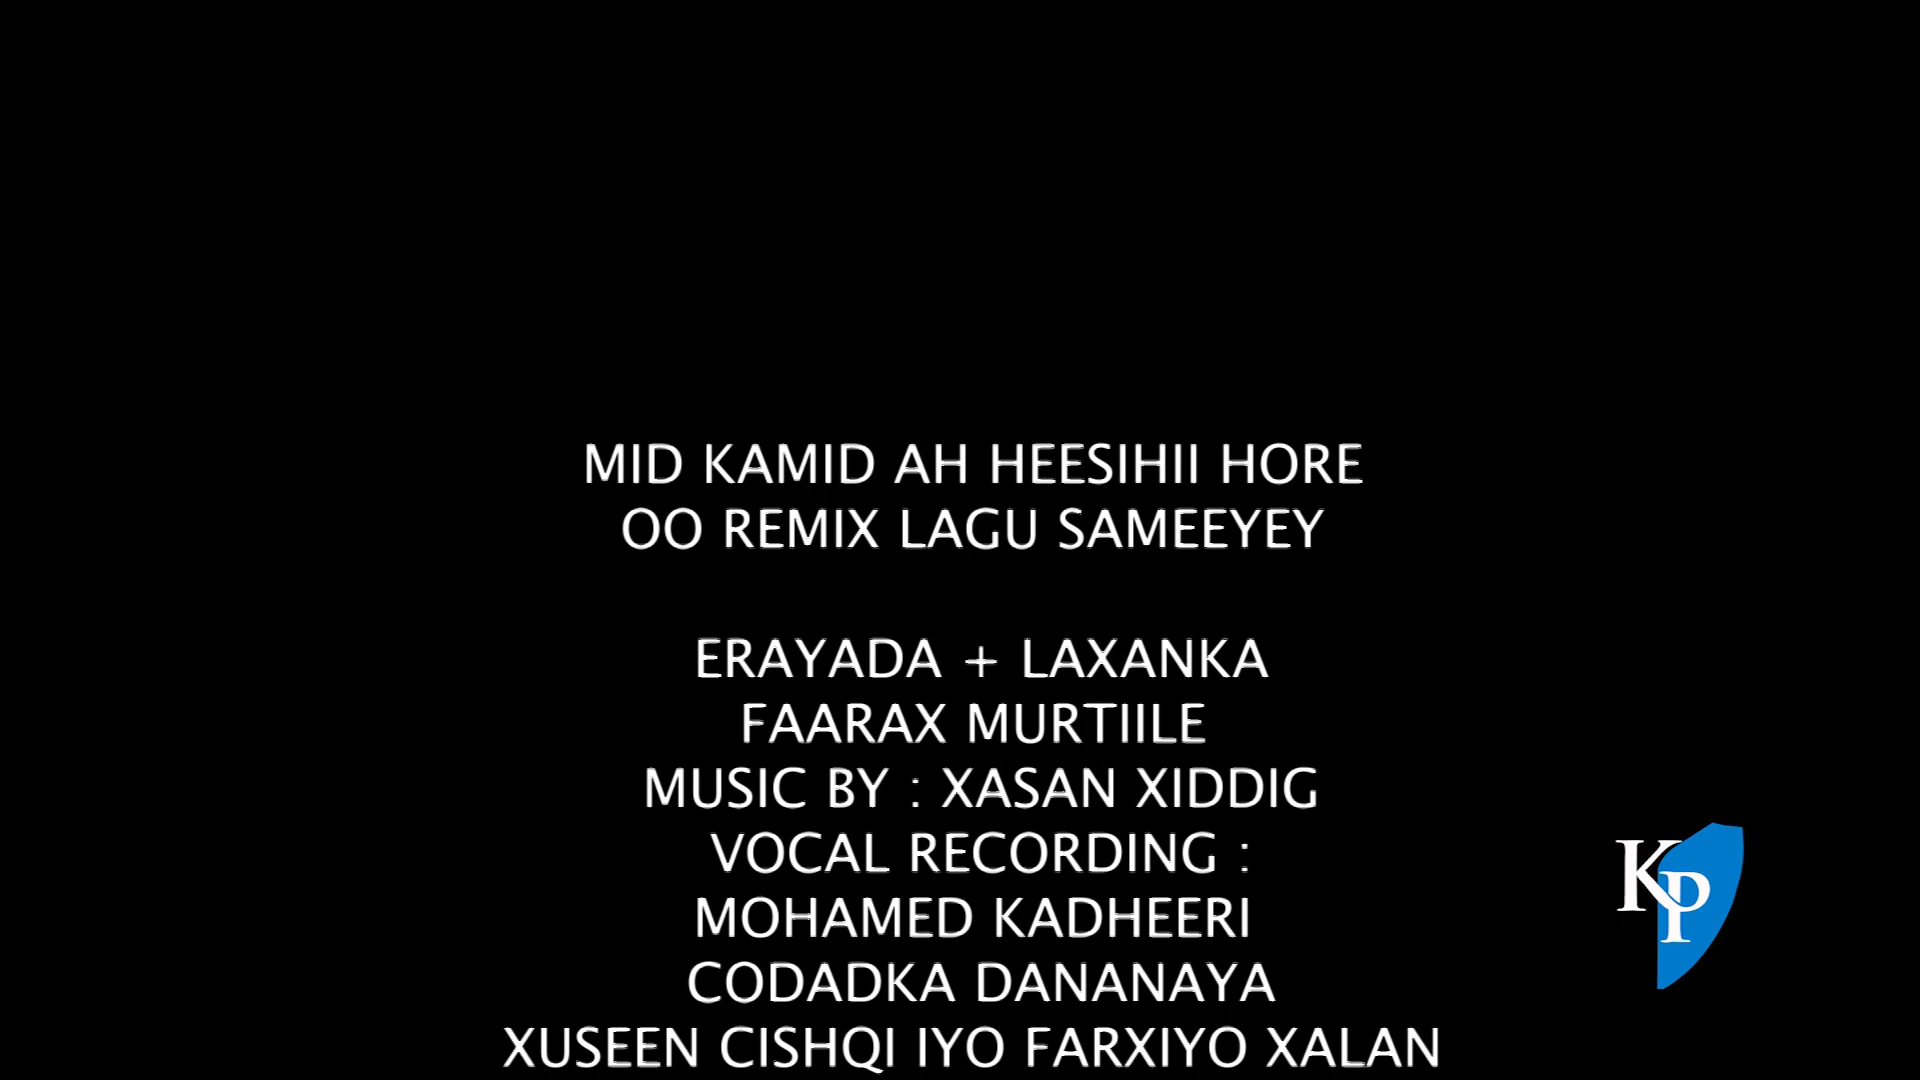 MID KAMID AH HEESIHII HORE
OO REMIX LAGU SAMEEYEY
ERAYADA + LAXANKA
FAARAX MURTIILE
MUSIC BY : XASAN XIDDIG
VOCAL RECORDING :
MOHAMED KADHEERI
CODADKA DANANAYA
XUSEEN CISHQI IYO FARXIYO XALAN
KP